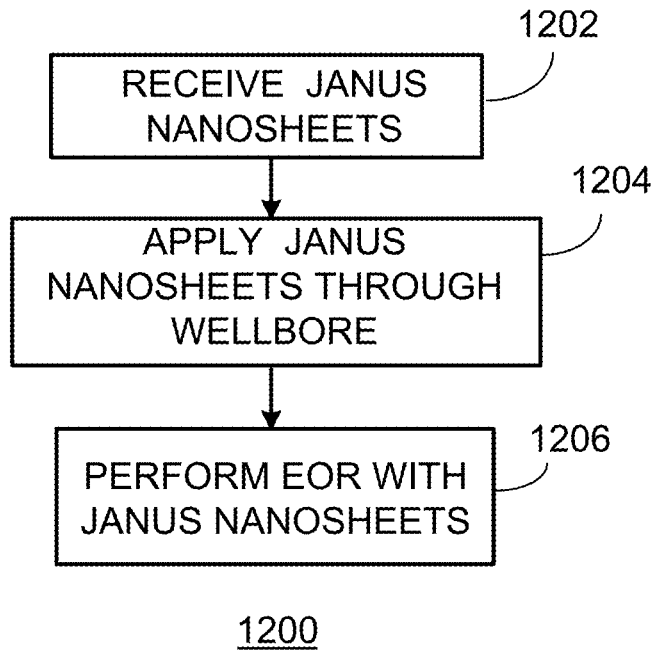 1202
RECEIVE JANUS
NANOSHEETS
1204
APPLY JANUS
NANOSHEETS THROUGH
WELLBORE
1206
PERFORM EOR WITH
JANUS NANOSHEETS
1200